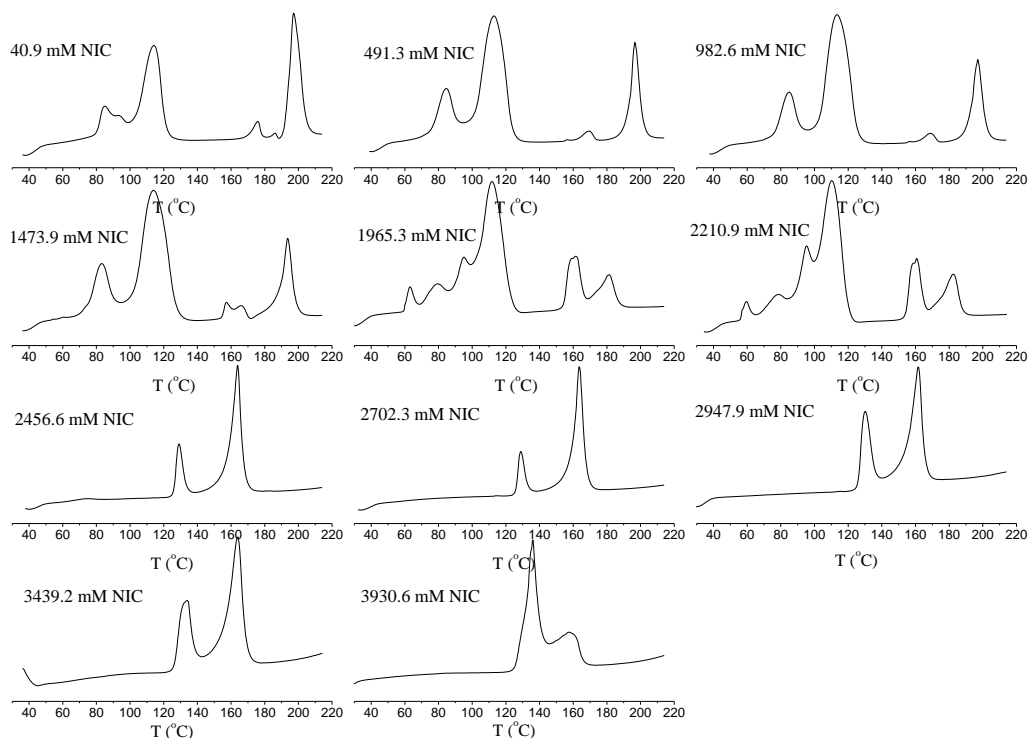 40.9 mM NIC
491.3 mM NIC
982.6 mM NIC
40 60 80 100 120 140 160 180 200 220
40 60 80 100 120 140 160 180 200 220
40 60 80 100 120 140 160 180 200 220
T (°C)
T (°C)
T (°C)
1473.9 mM NIC
1965.3 mM NIC
2210.9 mM NIC
40 60 80 100 120 140 160 180 200 220
40 60 80 100 120 140 160 180 200 220
40 60 80 100 120 140 160 180 200 220
T (°C)
T (°C)
T (°C)
2456.6 mM NIC
2702.3 mM NIC
2947.9 mM NIC
40 60 80 100 120 140 160 180 200 220
40 60 80 100 120 140 160 180 200 220
40 60 80 100 120 140 160 180 200 220
T (°C)
T (°C)
T (°C)
3439.2 mM NIC
3930.6 mM NIC
40 60 80 100 120 140 160 180 200 220
40 60 80 100 120 140 160 180 200 220
T (°C)
T (°C)